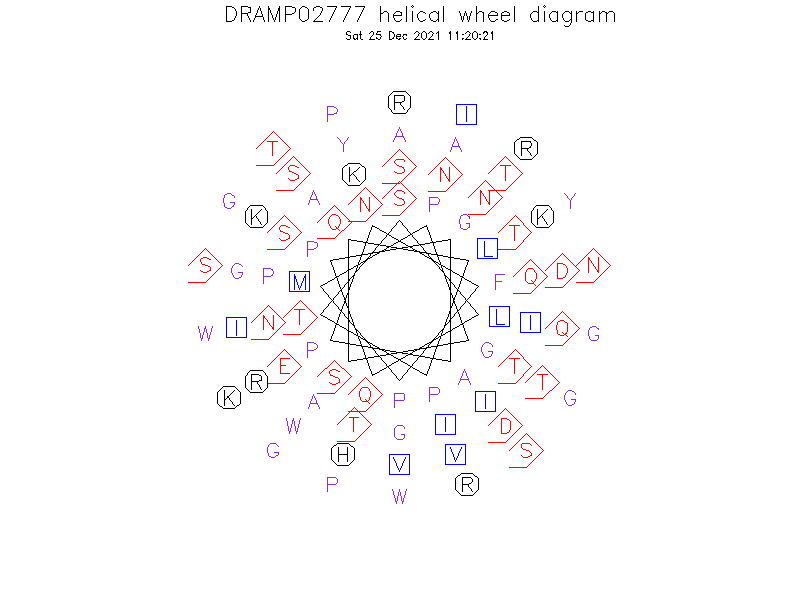 DRAMP02777 helical wheel diagram
Sat 25 Dec 2021 11:20:21
R
P I
A
Y A
T R
S
S K N T
G A N S P N Y
K Q G K
S T
P L
S G P M F Q D N
W I N T L I Q G
P G
E T
R S A T
K A Q P P I G
W T G I D
G H V S
V
P R
W